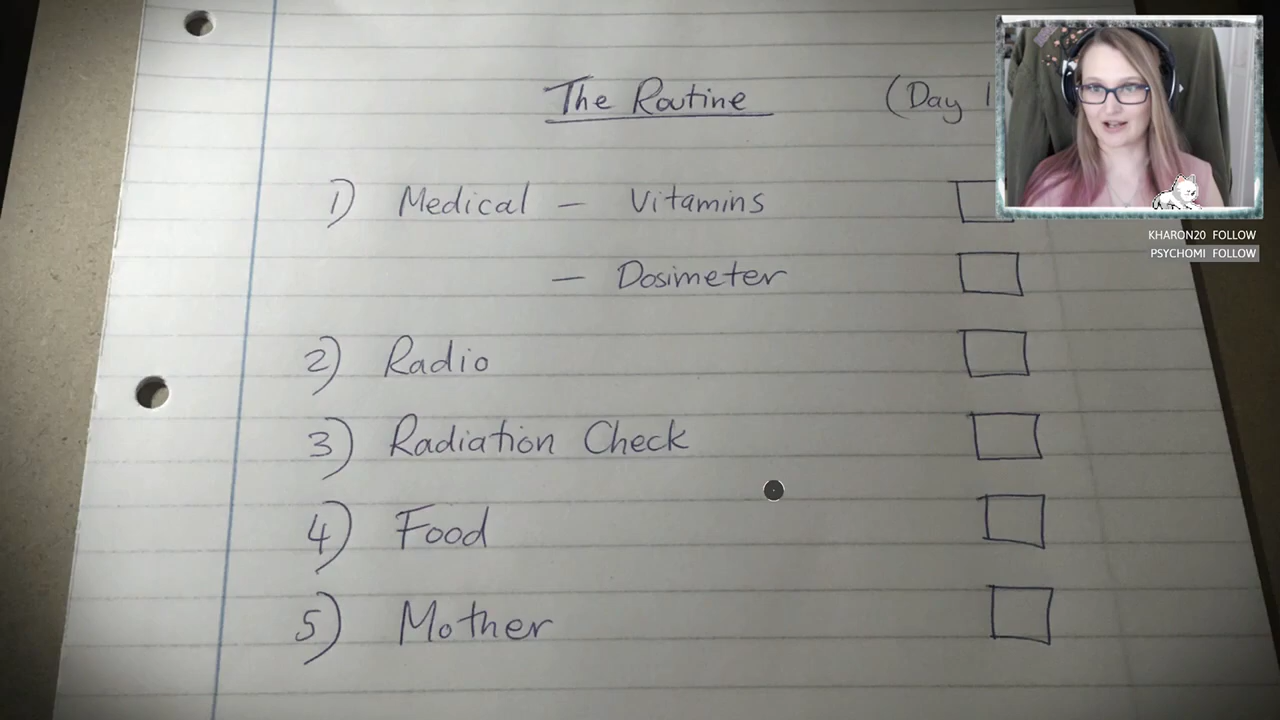 The Routine (Day 1
1) Medical - Vitamins
- Dosimeter
2) Radio
3) Radiation Check
4) Food
5) Mother
KHARON20 FOLLOW
PSYCHOMI FOLLOW